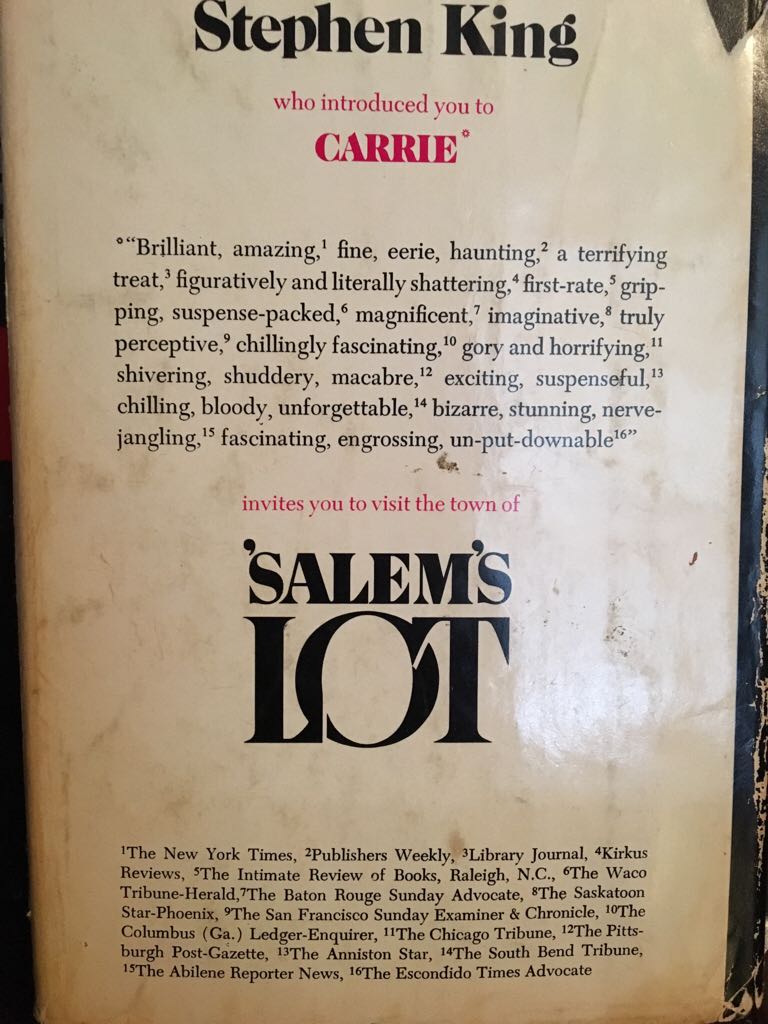 Stephen King
who introduced you to
CARRIE*
*“Brilliant, amazing,¹ fine, eerie, haunting,² a terrifying
treat,³ figuratively and literally shattering,⁴ first-rate,⁵ grip-
ping, suspense-packed,⁶ magnificent,⁷ imaginative,⁸ truly
perceptive,⁹ chillingly fascinating,¹⁰ gory and horrifying,¹¹
shivering, shuddery, macabre,¹² exciting, suspenseful,¹³
chilling, bloody, unforgettable,¹⁴ bizarre, stunning, nerve-
jangling,¹⁵ fascinating, engrossing, un-put-downable¹⁶”
invites you to visit the town of
’SALEM’S
LOT
¹The New York Times, ²Publishers Weekly, ³Library Journal, ⁴Kirkus
Reviews, ⁵The Intimate Review of Books, Raleigh, N.C., ⁶The Waco
Tribune-Herald,⁷The Baton Rouge Sunday Advocate, ⁸The Saskatoon
Star-Phoenix, ⁹The San Francisco Sunday Examiner & Chronicle, ¹⁰The
Columbus (Ga.) Ledger-Enquirer, ¹¹The Chicago Tribune, ¹²The Pitts-
burgh Post-Gazette, ¹³The Anniston Star, ¹⁴The South Bend Tribune,
¹⁵The Abilene Reporter News, ¹⁶The Escondido Times Advocate